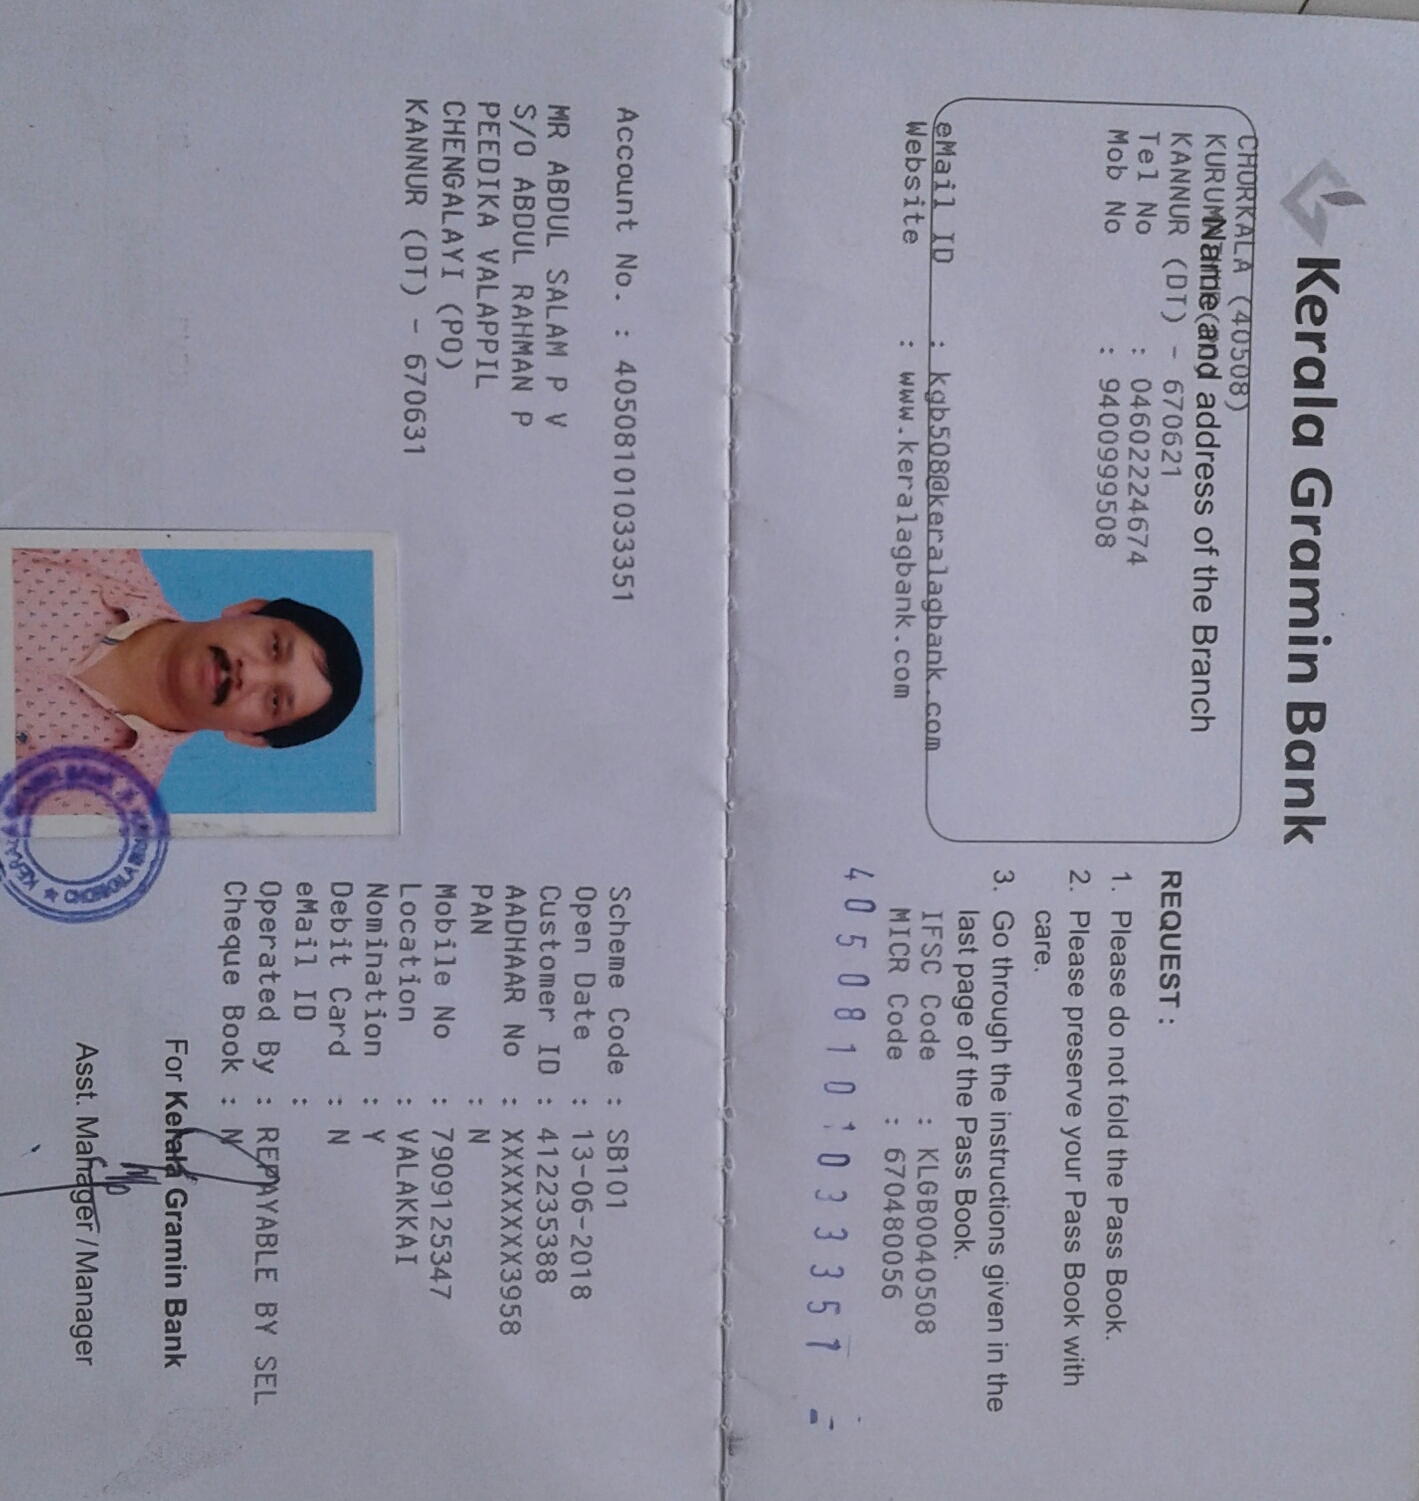 Kerala Gramin Bank
CHORKALA (40508)
Name and address of the Branch
KANNUR (DT) - 670621
Tel No : 04602224674
Mob No : 9400999508
eMail ID : kgb508@keralagbank.com
Website : www.keralagbank.com
REQUEST :
1. Please do not fold the Pass Book.
2. Please preserve your Pass Book with
care.
3. Go through the instructions given in the
last page of the Pass Book.
IFSC Code : KLGB0040508
MICR Code : 670480056
40508101033351
Account No. : 40508101033351
MR ABDUL SALAM P V
S/O ABDUL RAHMAN P
PEEDIKA VALAPPIL
CHENGALAYI (PO)
KANNUR (DT) - 670631
Scheme Code : SB101
Open Date : 13-06-2018
Customer ID : 412235388
AADHAAR No : XXXXXXXX3958
PAN : N
Mobile No : 7909125347
Location : VALAKKAI
Nomination : Y
Debit Card : N
eMail ID :
Operated By : REPAYABLE BY SEL
Cheque Book : N
For Kerala Gramin Bank
Asst. Manager / Manager